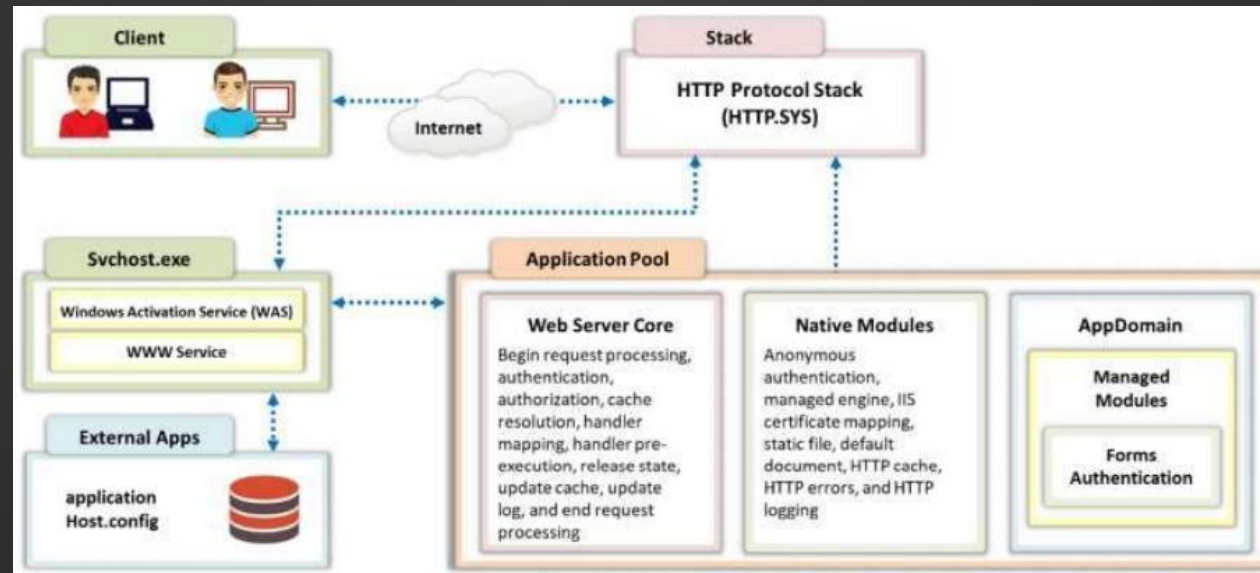 Client
Stack
HTTP Protocol Stack
(HTTP.SYS)
Internet
Svchost.exe
Windows Activation Service (WAS)
WWW Service
External Apps
application
Host.config
Application Pool
Web Server Core
Begin request processing,
authentication,
authorization, cache
resolution, handler
mapping, handler pre-
execution, release state,
update cache, update
log, and end request
processing
Native Modules
Anonymous
authentication,
managed engine, IIS
certificate mapping,
static file, default
document, HTTP cache,
HTTP errors, and HTTP
logging
AppDomain
Managed
Modules
Forms
Authentication